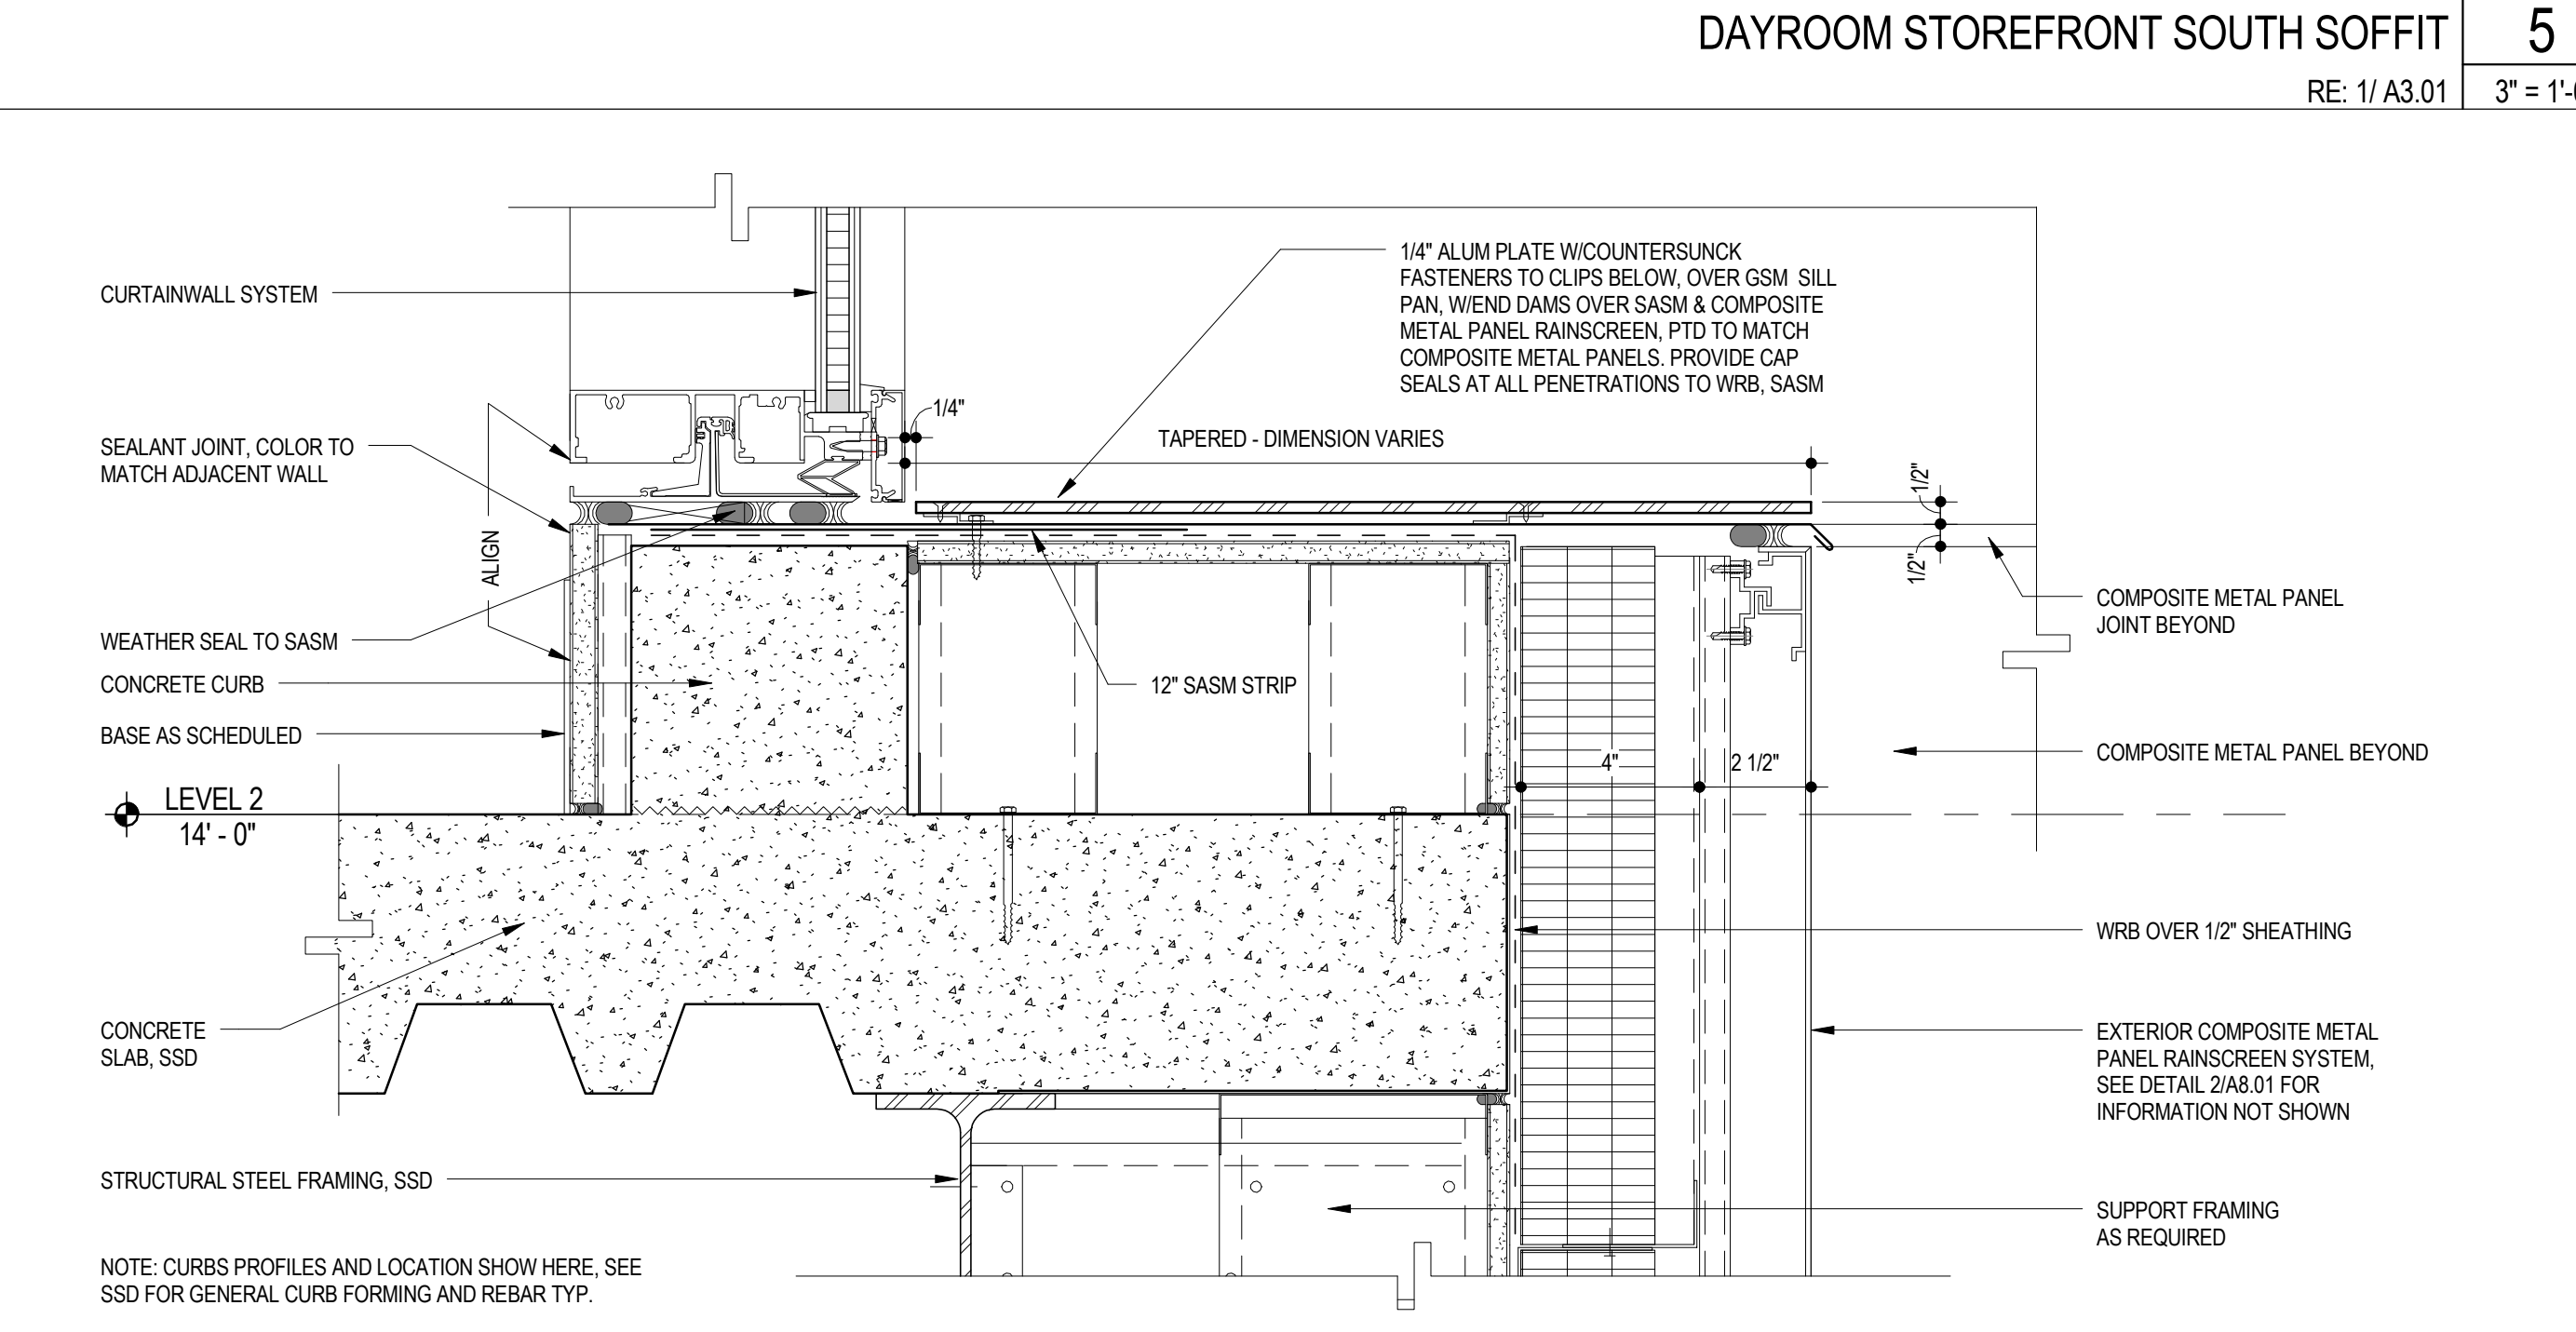 DAYROOM STOREFRONT SOUTH SOFFIT
5
RE: 1/ A3.01
3" = 1'-
CURTAINWALL SYSTEM
SEALANT JOINT, COLOR TO
MATCH ADJACENT WALL
ALIGN
WEATHER SEAL TO SASM
CONCRETE CURB
BASE AS SCHEDULED
LEVEL 2
14' - 0"
CONCRETE
SLAB, SSD
STRUCTURAL STEEL FRAMING, SSD
NOTE: CURBS PROFILES AND LOCATION SHOW HERE, SEE
SSD FOR GENERAL CURB FORMING AND REBAR TYP.
1/4" ALUM PLATE W/COUNTERSUNCK
FASTENERS TO CLIPS BELOW, OVER GSM SILL
PAN, W/END DAMS OVER SASM & COMPOSITE
METAL PANEL RAINSCREEN, PTD TO MATCH
COMPOSITE METAL PANELS. PROVIDE CAP
SEALS AT ALL PENETRATIONS TO WRB, SASM
1/4"
TAPERED - DIMENSION VARIES
1/2"
1/2"
12" SASM STRIP
4"
2 1/2"
COMPOSITE METAL PANEL
JOINT BEYOND
COMPOSITE METAL PANEL BEYOND
WRB OVER 1/2" SHEATHING
EXTERIOR COMPOSITE METAL
PANEL RAINSCREEN SYSTEM,
SEE DETAIL 2/A8.01 FOR
INFORMATION NOT SHOWN
SUPPORT FRAMING
AS REQUIRED